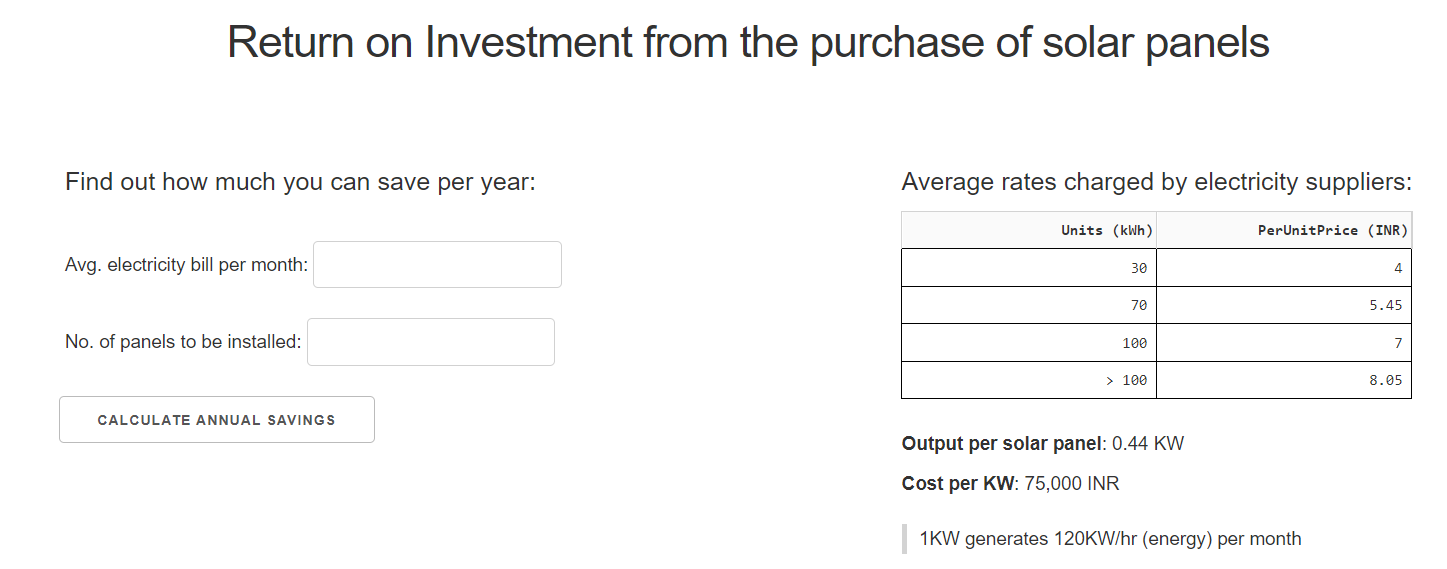 Return on Investment from the purchase of solar panels
Find out how much you can save per year:
Avg. electricity bill per month:
No. of panels to be installed:
CALCULATE ANNUAL SAVINGS
Average rates charged by electricity suppliers:
Units (kWh) PerUnitPrice (INR)
30 4
70 5.45
100 7
> 100 8.05
Output per solar panel: 0.44 KW
Cost per KW: 75,000 INR
1KW generates 120KW/hr (energy) per month